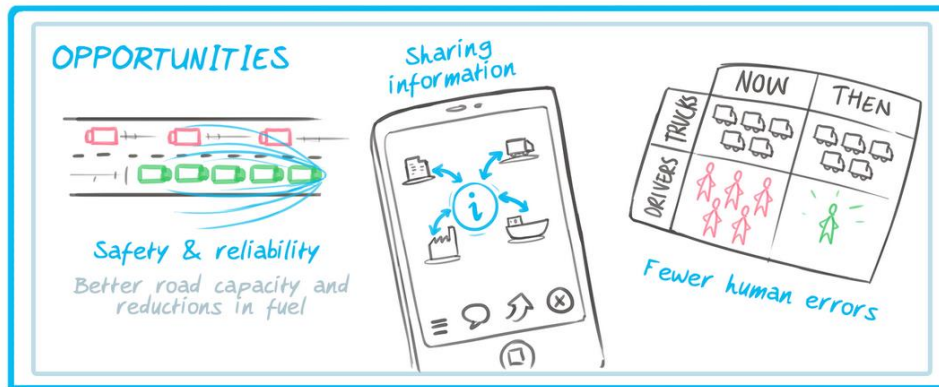 OPPORTUNITIES
Safety & reliability
Better road capacity and
reductions in fuel
Sharing
information
i
NOW
THEN
TRUCKS
DRIVERS
Fewer human errors